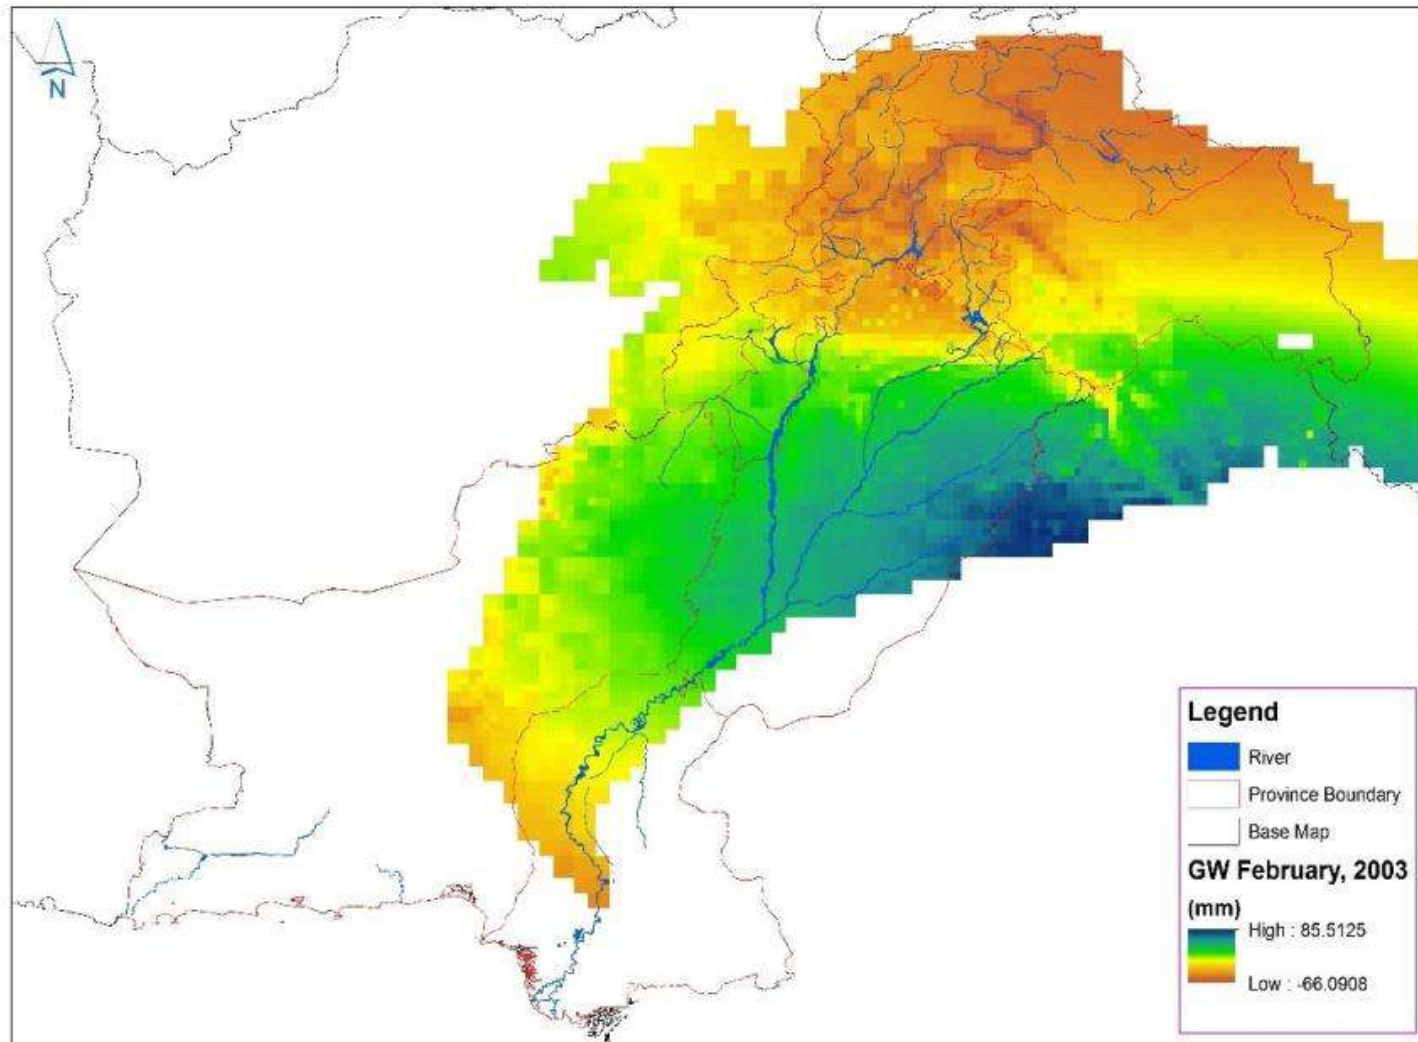 N
Legend
River
Province Boundary
Base Map
GW February, 2003
(mm)
High : 85.5125
Low : -66.0908